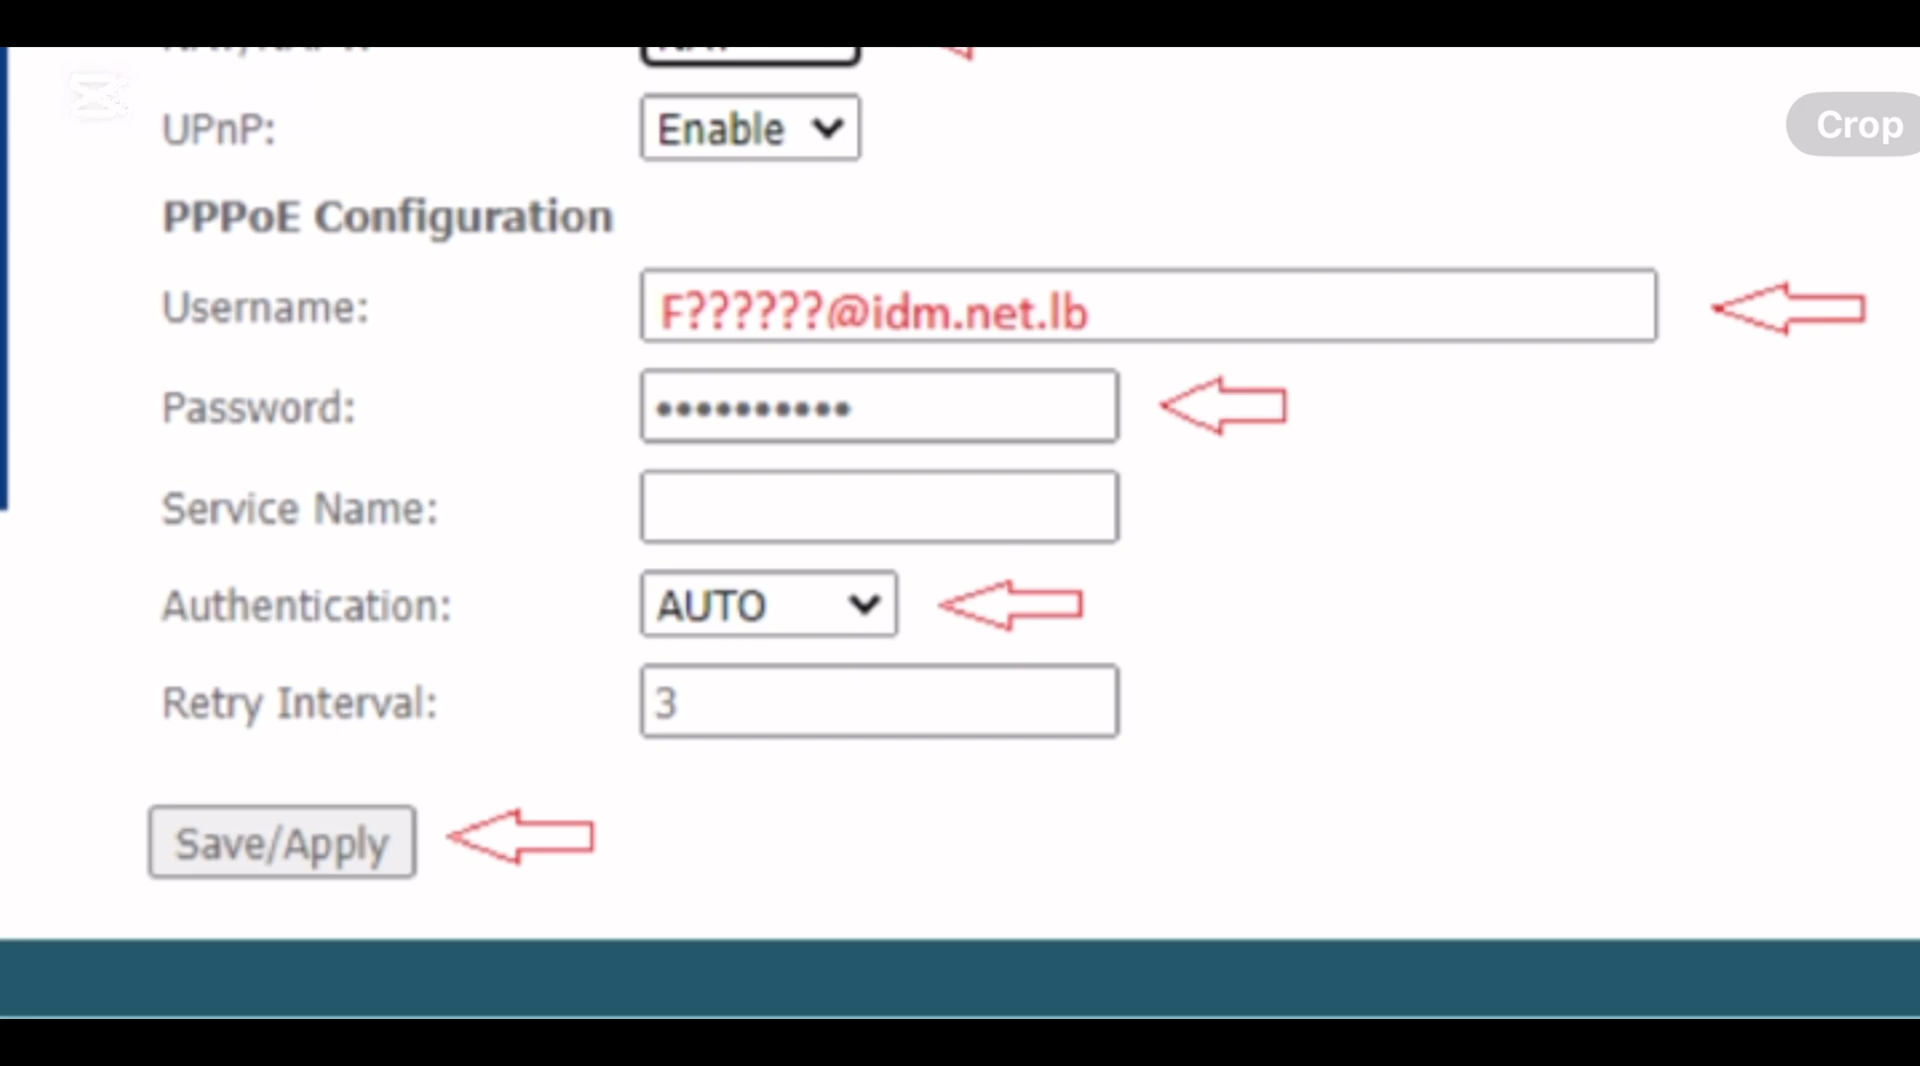 UPnP: Enable
Crop
PPPoE Configuration
Username: F??????@idm.net.lb
Password: ••••••••••
Service Name:
Authentication: AUTO
Retry Interval: 3
Save/Apply